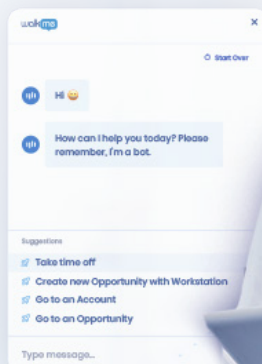 walkme
Start Over
Hi 😀
How can I help you today? Please
remember, I'm a bot.
Suggestions
Take time off
Create new Opportunity with Workstation
Go to an Account
Go to an Opportunity
Type message...